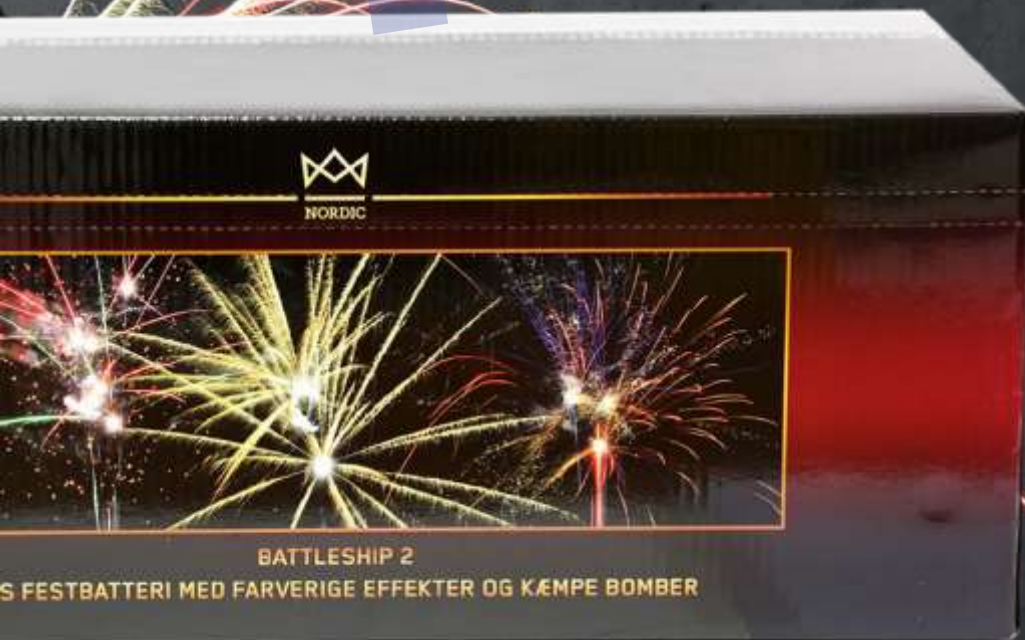 NORDIC
BATTLESHIP 2
S FESTBATTERI MED FARVERIGE EFFEKTER OG KÆMPE BOMBER